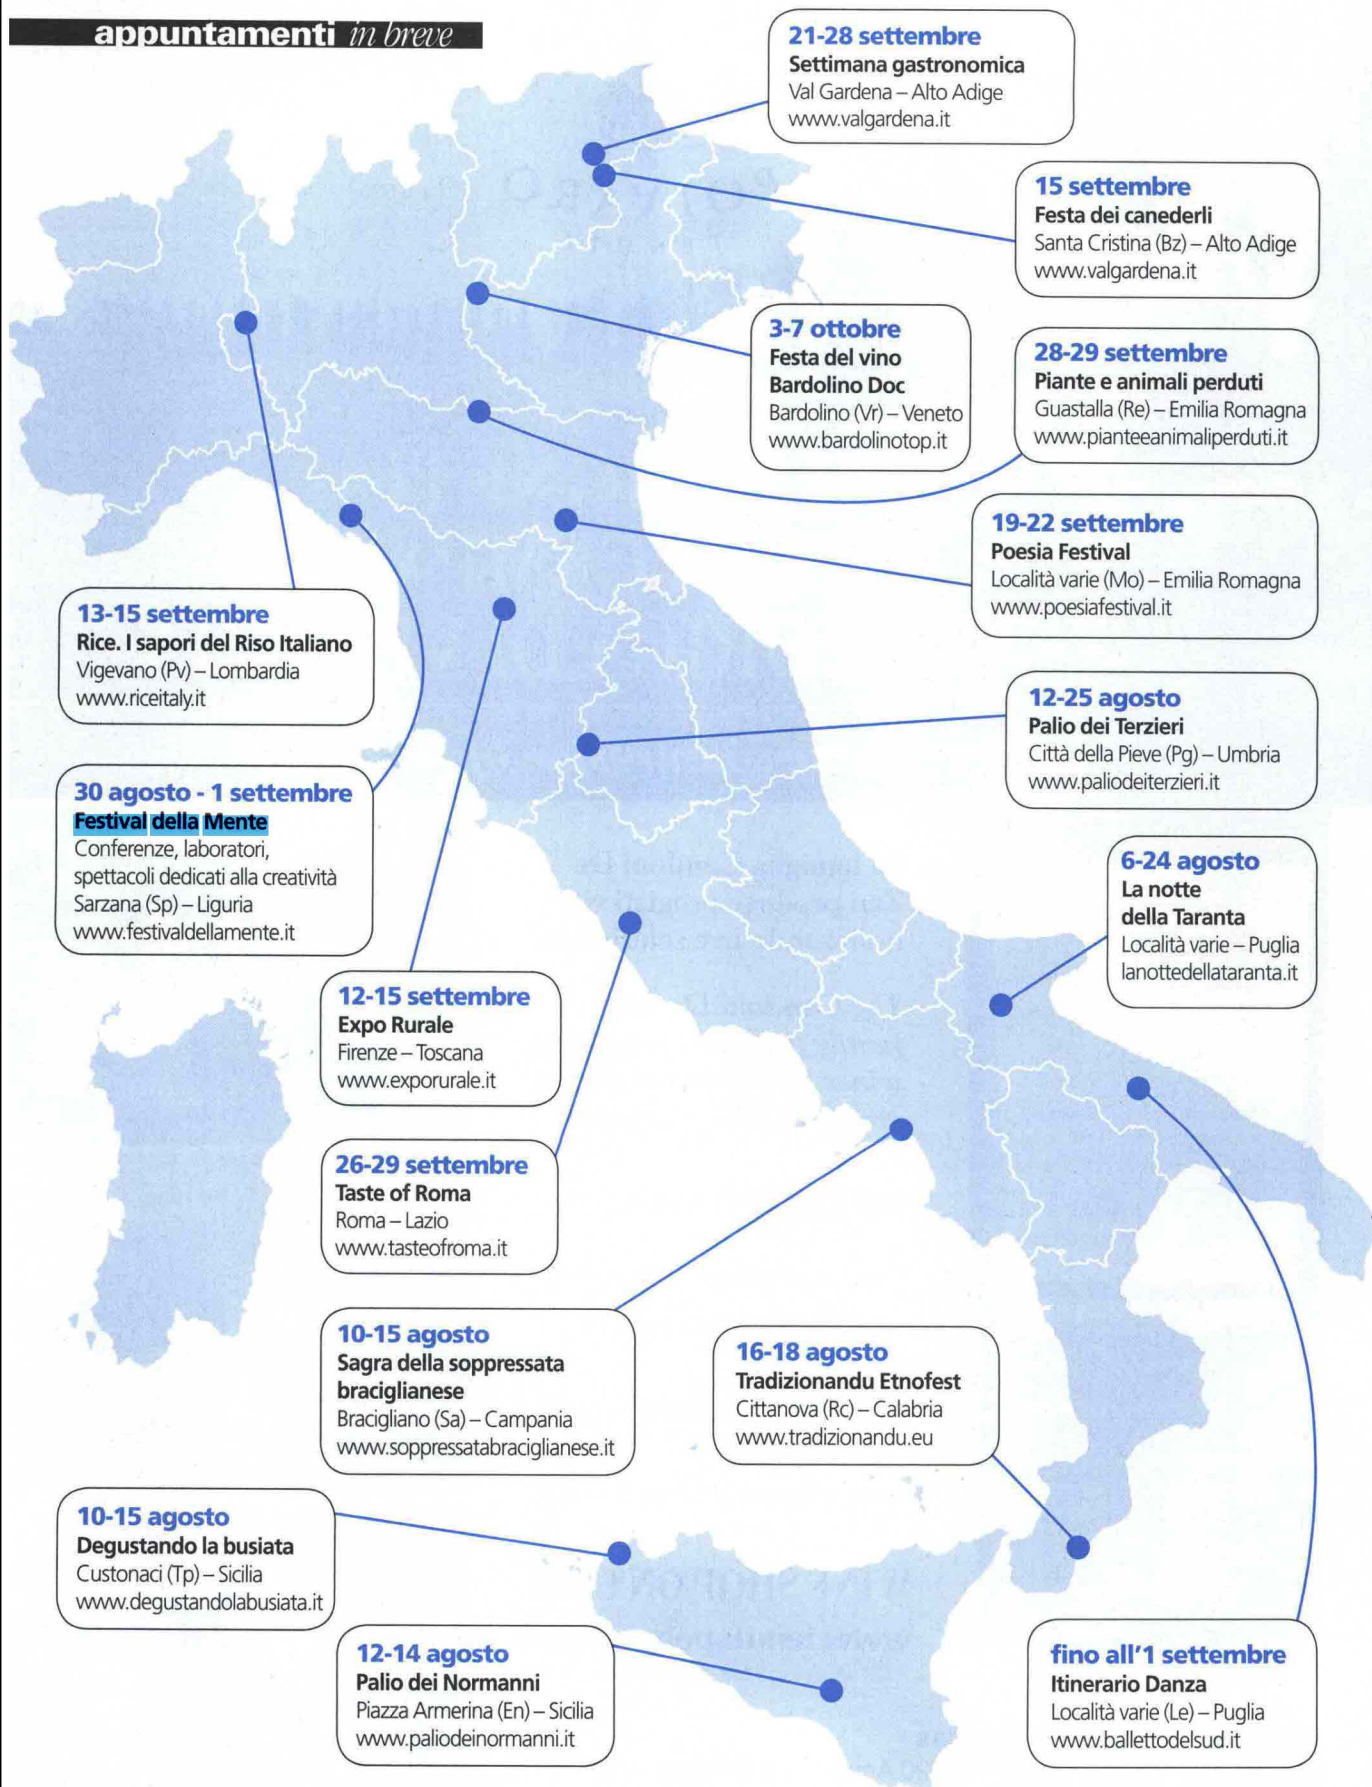 appuntamenti in breve
21-28 settembre
Settimana gastronomica
Val Gardena – Alto Adige
www.valgardena.it
15 settembre
Festa dei canederli
Santa Cristina (Bz) – Alto Adige
www.valgardena.it
3-7 ottobre
Festa del vino
Bardolino Doc
Bardolino (Vr) – Veneto
www.bardolinotop.it
28-29 settembre
Piante e animali perduti
Guastalla (Re) – Emilia Romagna
www.pianteeanimaliperduti.it
19-22 settembre
Poesia Festival
Località varie (Mo) – Emilia Romagna
www.poesiafestival.it
13-15 settembre
Rice. I sapori del Riso Italiano
Vigevano (Pv) – Lombardia
www.riceitaly.it
12-25 agosto
Palio dei Terzieri
Città della Pieve (Pg) – Umbria
www.paliodeiterzieri.it
30 agosto - 1 settembre
Festival della Mente
Conferenze, laboratori,
spettacoli dedicati alla creatività
Sarzana (Sp) – Liguria
www.festivaldellamente.it
6-24 agosto
La notte
della Taranta
Località varie – Puglia
lanottedellataranta.it
12-15 settembre
Expo Rurale
Firenze – Toscana
www.exporurale.it
26-29 settembre
Taste of Roma
Roma – Lazio
www.tasteofroma.it
10-15 agosto
Sagra della soppressata
braciglianese
Bracigliano (Sa) – Campania
www.soppressatabraciglianese.it
16-18 agosto
Tradizionandu Etnofest
Cittanova (Rc) – Calabria
www.tradizionandu.eu
10-15 agosto
Degustando la busiata
Custonaci (Tp) – Sicilia
www.degustandolabusiata.it
12-14 agosto
Palio dei Normanni
Piazza Armerina (En) – Sicilia
www.paliodeinormanni.it
fino all'1 settembre
Itinerario Danza
Località varie (Le) – Puglia
www.ballettodelsud.it